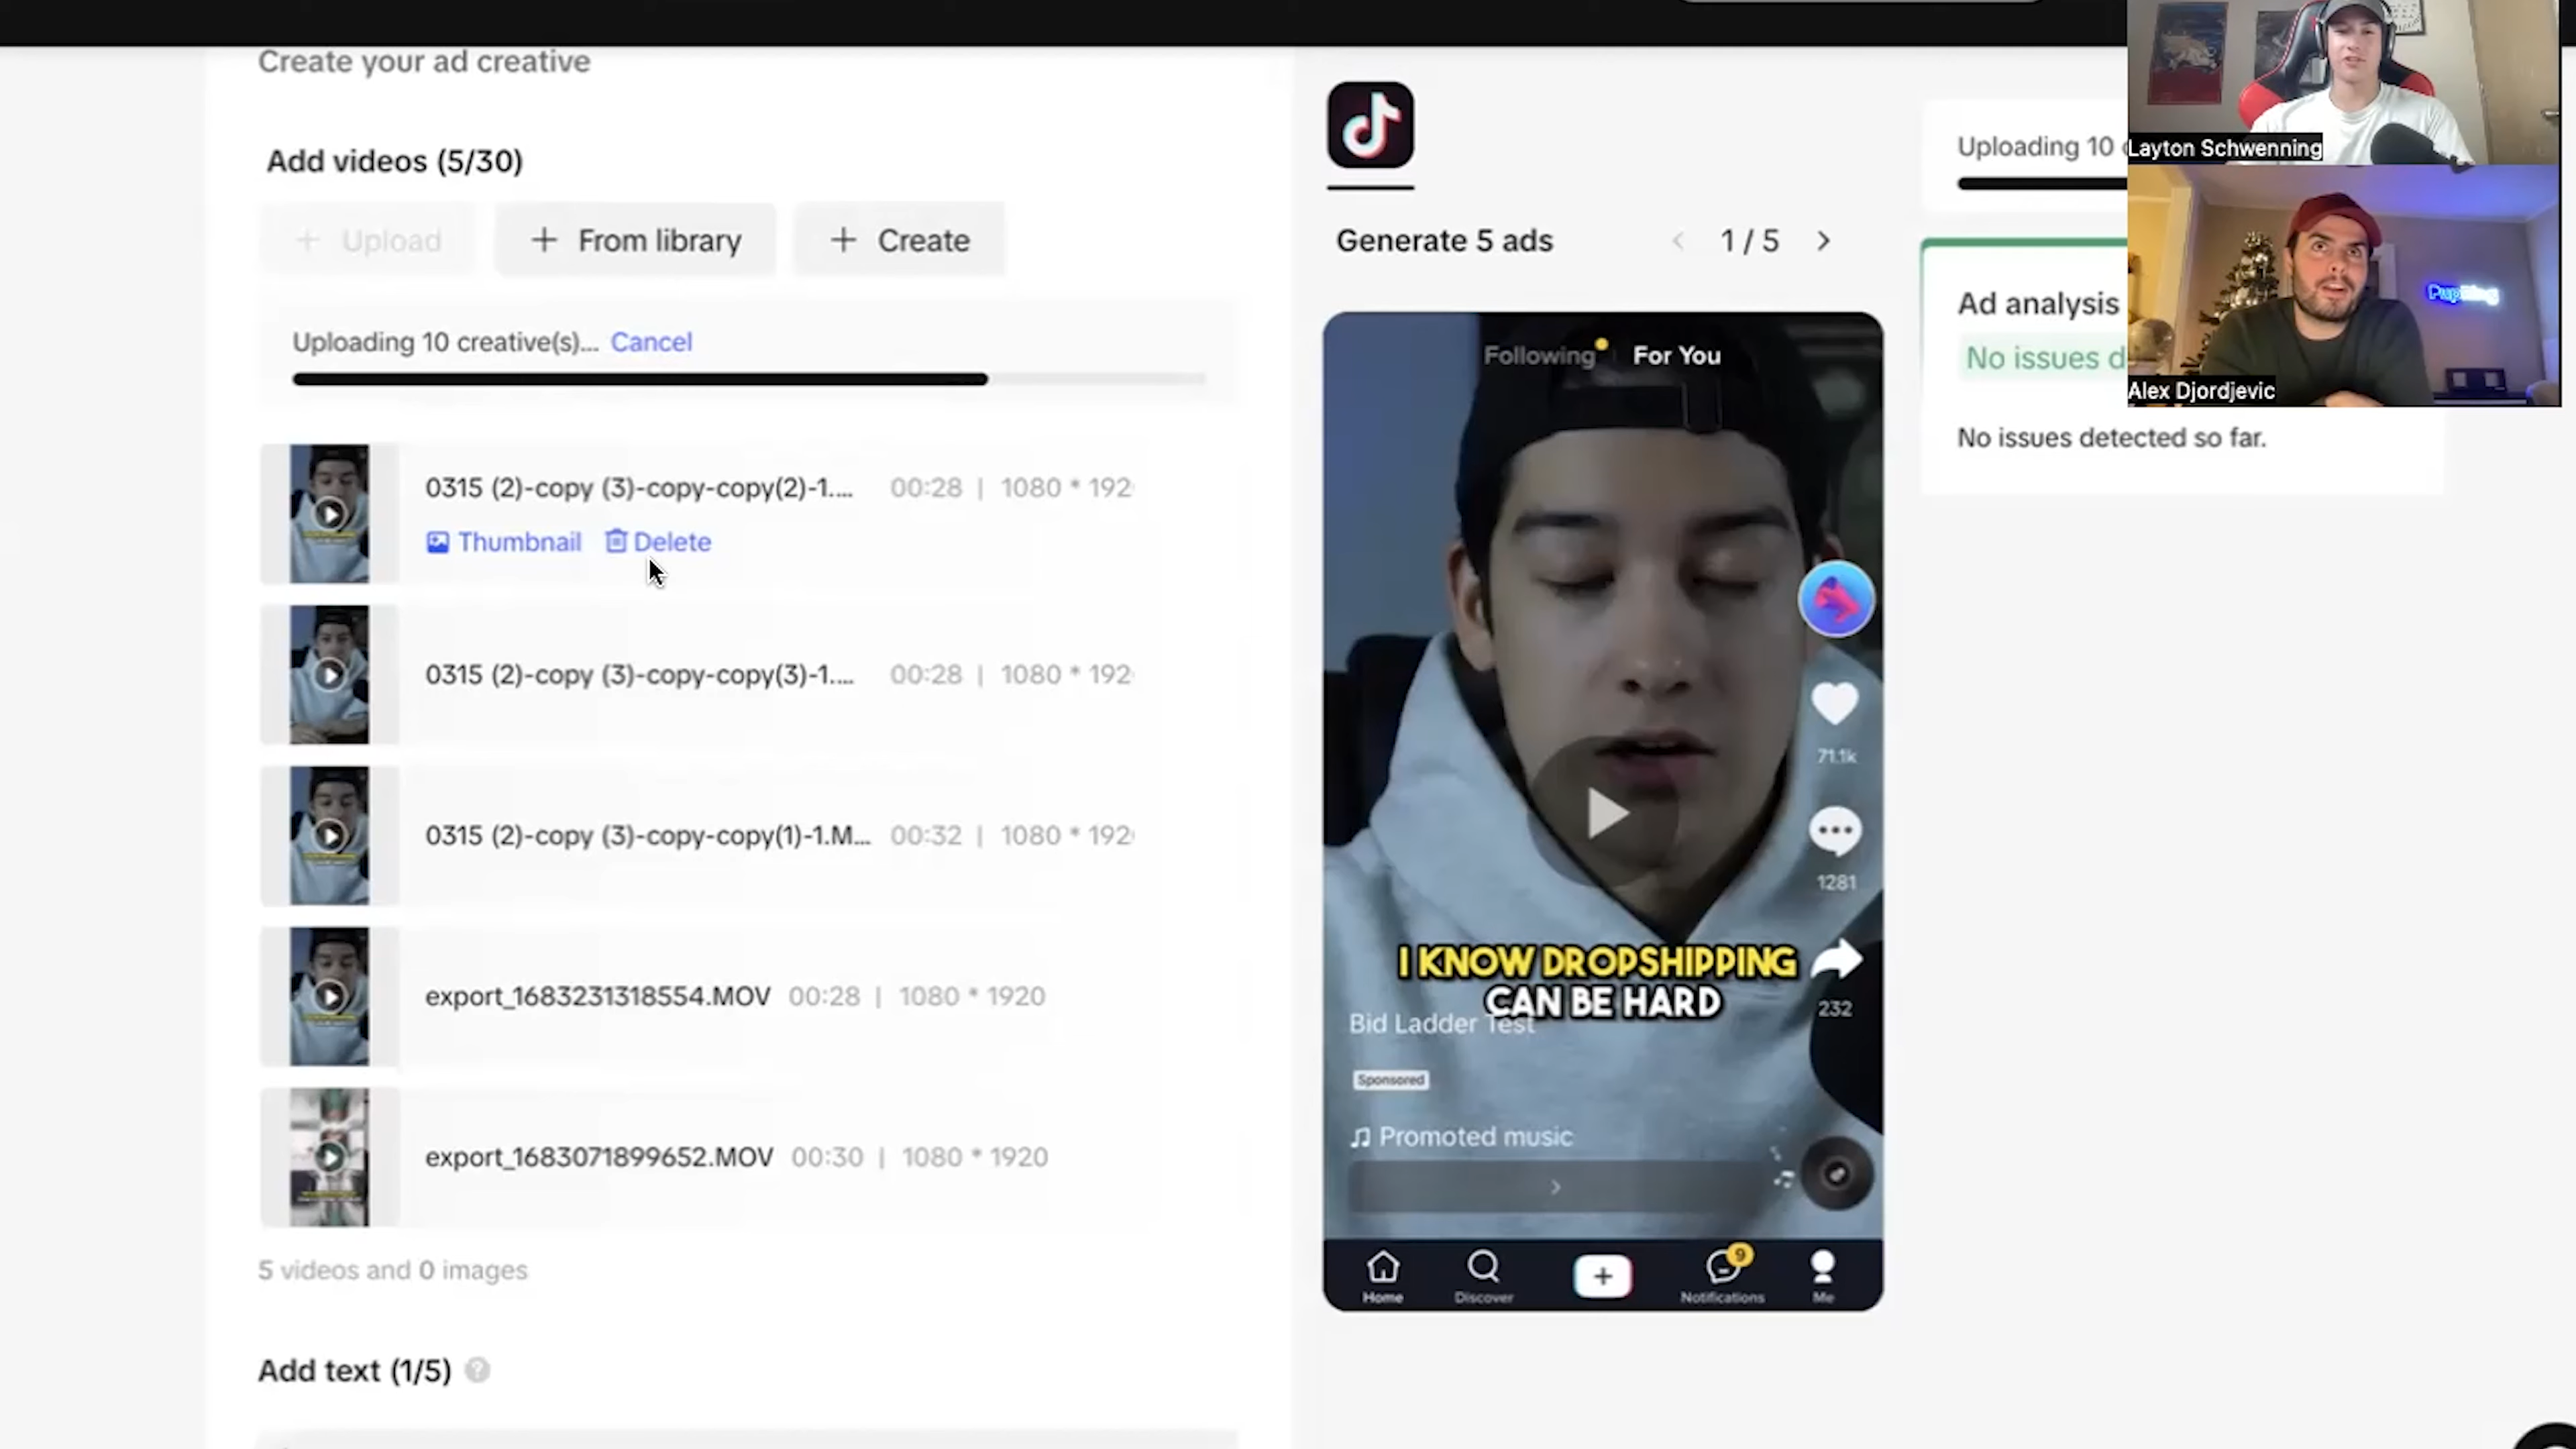 Create your ad creative
Add videos (5/30)
+ Upload
+ From library
+ Create
Uploading 10 creative(s)... Cancel
0315 (2)-copy (3)-copy-copy(2)-1.... 00:28 | 1080 * 192
Thumbnail Delete
0315 (2)-copy (3)-copy-copy(3)-1.... 00:28 | 1080 * 192
0315 (2)-copy (3)-copy-copy(1)-1.M... 00:32 | 1080 * 192
export_1683231318554.MOV 00:28 | 1080 * 1920
export_1683071899652.MOV 00:30 | 1080 * 1920
5 videos and 0 images
Add text (1/5) ?
Generate 5 ads
< 1 / 5 >
Following For You
71.1k
1281
I KNOW DROPSHIPPING
CAN BE HARD
232
Bid Ladder Test
Sponsored
Promoted music
Home Discover Notifications 9 Me
Uploading 10
Ad analysis
No issues d
No issues detected so far.
Layton Schwenning
Alex Djordjevic